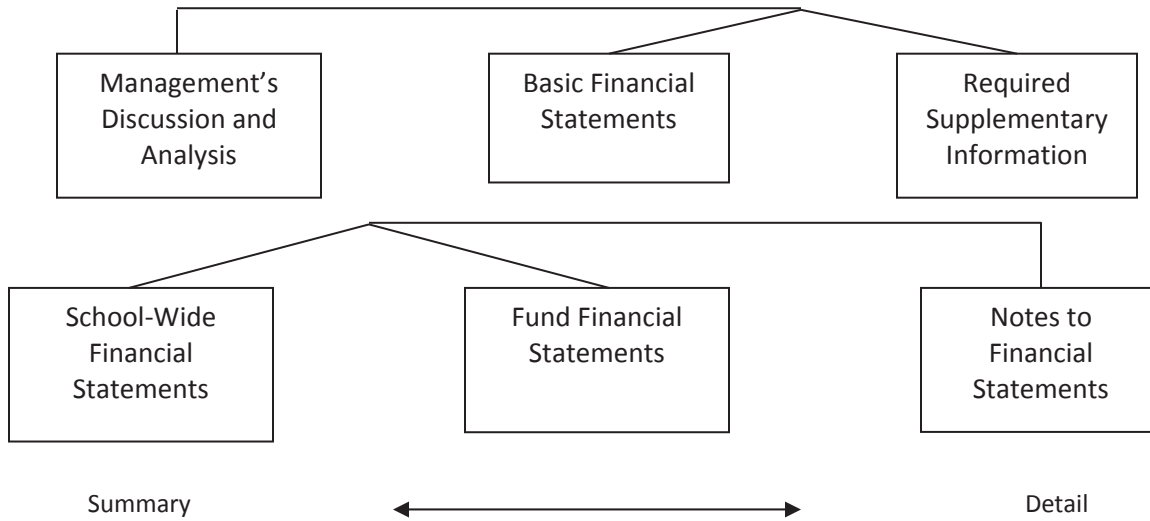 Management’s
Discussion and
Analysis
Basic Financial
Statements
Required
Supplementary
Information
School-Wide
Financial
Statements
Fund Financial
Statements
Notes to
Financial
Statements
Summary
Detail